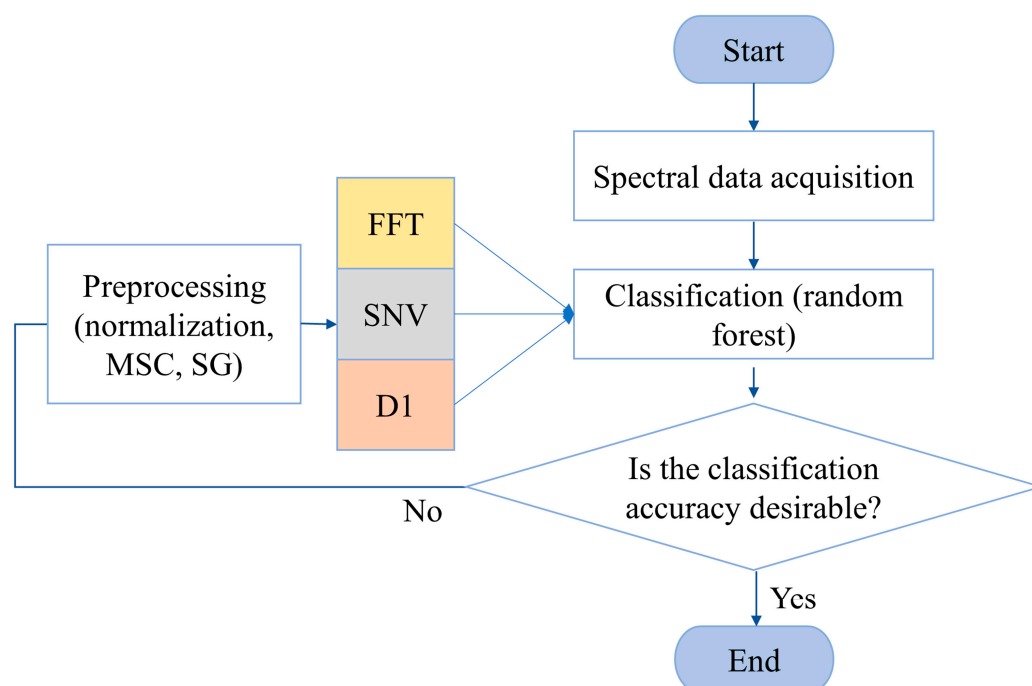 Start
Spectral data acquisition
FFT
Preprocessing
(normalization,
MSC, SG)
SNV
Classification (random
forest)
D1
Is the classification
accuracy desirable?
No
Yes
End